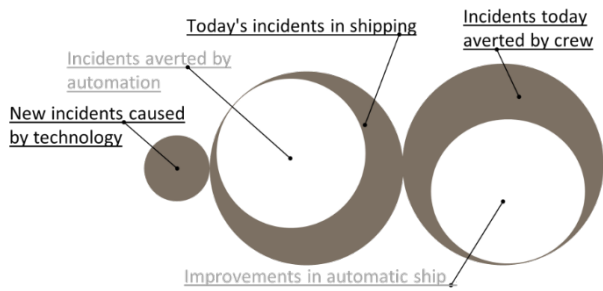 Today's incidents in shipping
Incidents today
averted by crew
Incidents averted by
automation
New incidents caused
by technology
Improvements in automatic ship